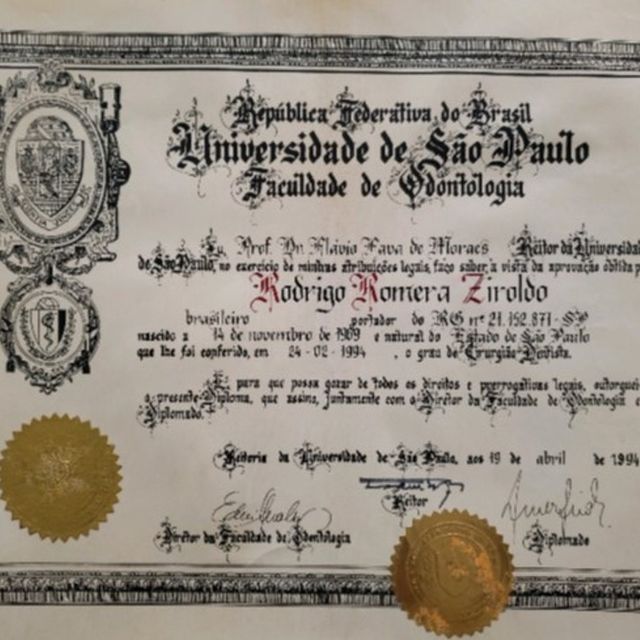 República Federativa do Brasil
Universidade de São Paulo
Faculdade de Odontologia
Eu, Prof. Dr. Flávio Fava de Moraes Reitor da Universidade
de São Paulo, no exercício de minhas atribuições legais, faço saber, à vista da aprovação obtida p
Rodrigo Romera Ziroldo
brasileiro portador do RG nº 21.152.871-SP
nascido a 14 de novembro de 1969 e natural do Estado de São Paulo
que lhe foi conferido, em 24-02-1994, o grau de Cirurgião-Dentista.
E, para que possa gozar de todos os direitos e prerrogativas legais, outorguei
o presente Diploma, que assino, juntamente com o Diretor da Faculdade de Odontologia e
Diplomado.
Reitoria da Universidade de São Paulo, aos 19 de abril de 1994
Reitor
Diretor da Faculdade de Odontologia
Diplomado